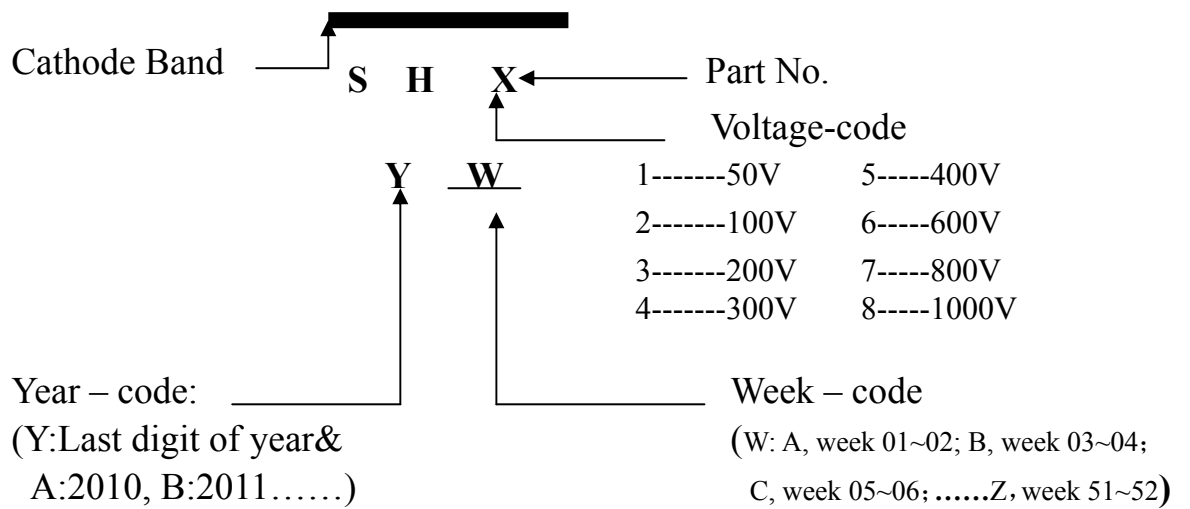 Cathode Band
S H X
Part No.
Voltage-code
Y W
1-------50V 5-----400V
2-------100V 6-----600V
3-------200V 7-----800V
4-------300V 8-----1000V
Year – code:
(Y:Last digit of year&
A:2010, B:2011……)
Week – code
(W: A, week 01~02; B, week 03~04；
C, week 05~06；……Z，week 51~52)